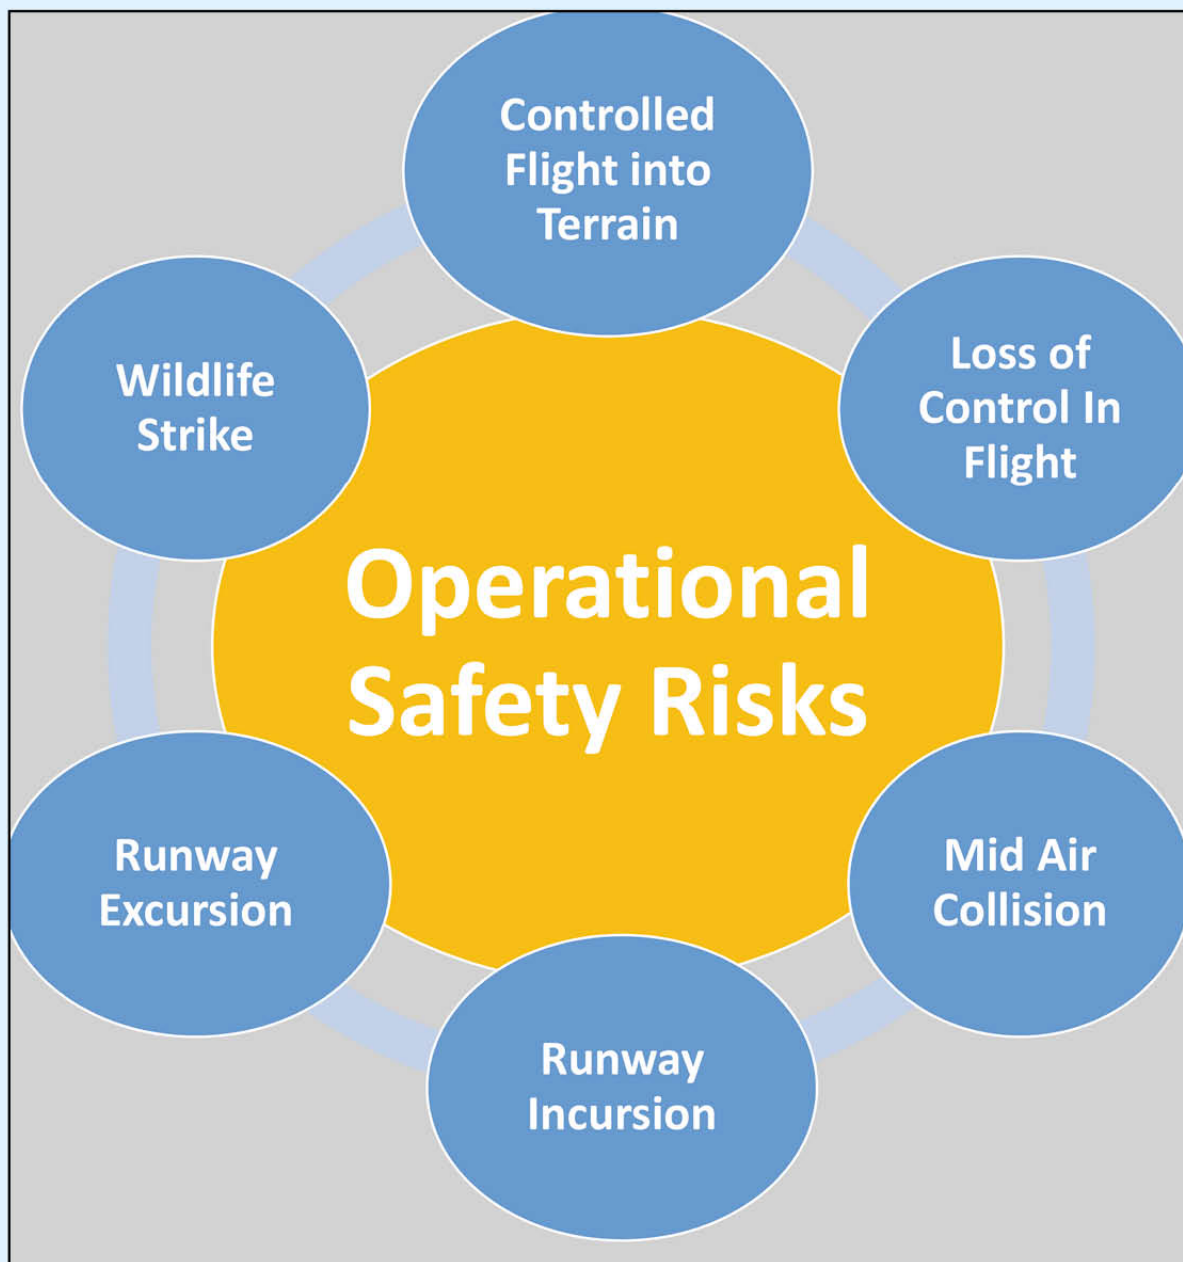 Controlled
Flight into
Terrain
Loss of
Control In
Flight
Mid Air
Collision
Runway
Incursion
Runway
Excursion
Wildlife
Strike
Operational
Safety Risks